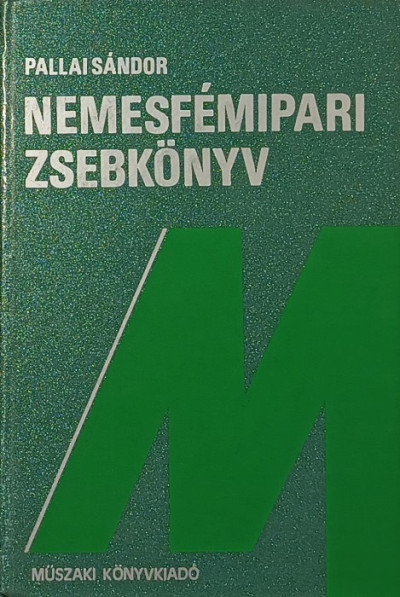 PALLAI SÁNDOR
NEMESFÉMIPARI
ZSEBKÖNYV
M
MŰSZAKI KÖNYVKIADÓ